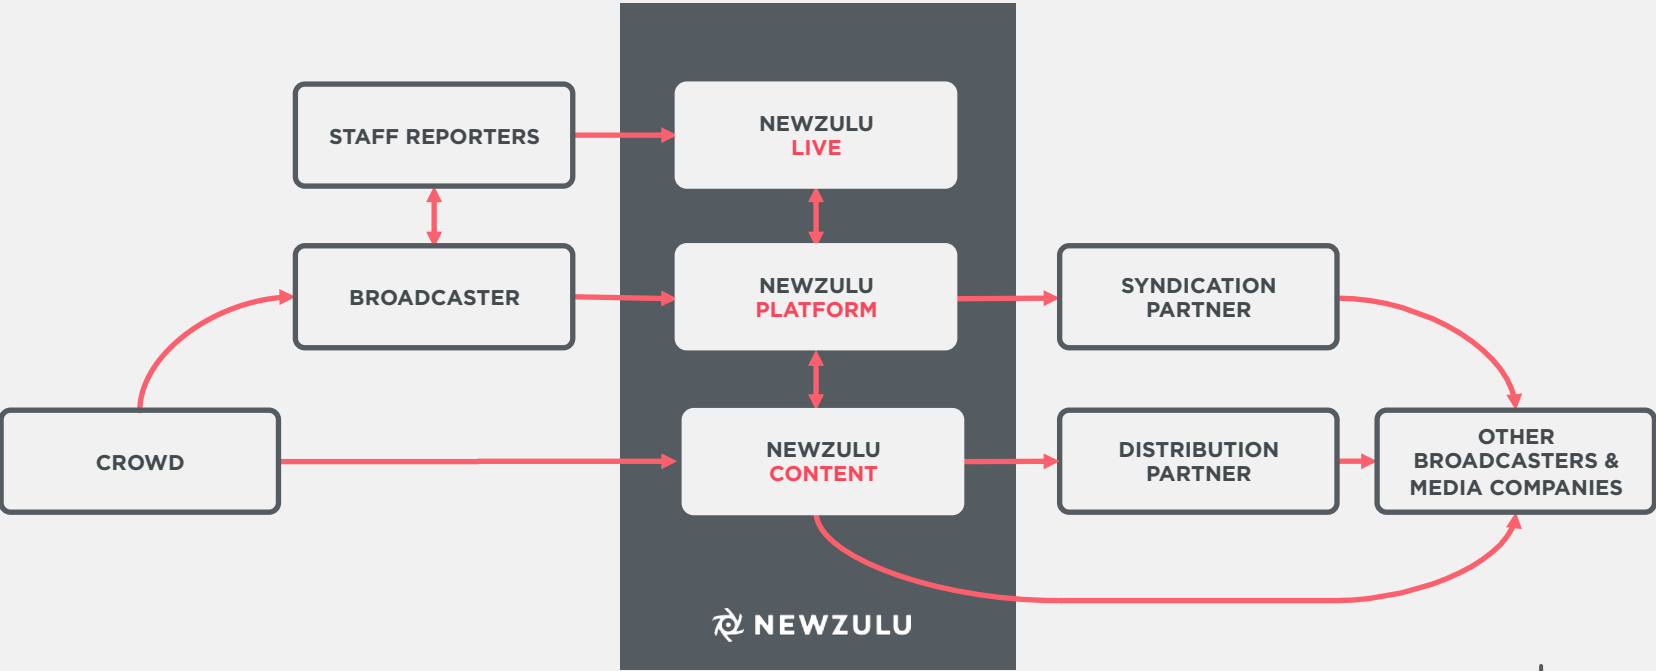 STAFF REPORTERS
NEWZULU
LIVE
BROADCASTER
NEWZULU
PLATFORM
SYNDICATION
PARTNER
CROWD
NEWZULU
CONTENT
DISTRIBUTION
PARTNER
OTHER
BROADCASTERS &
MEDIA COMPANIES
NEWZULU